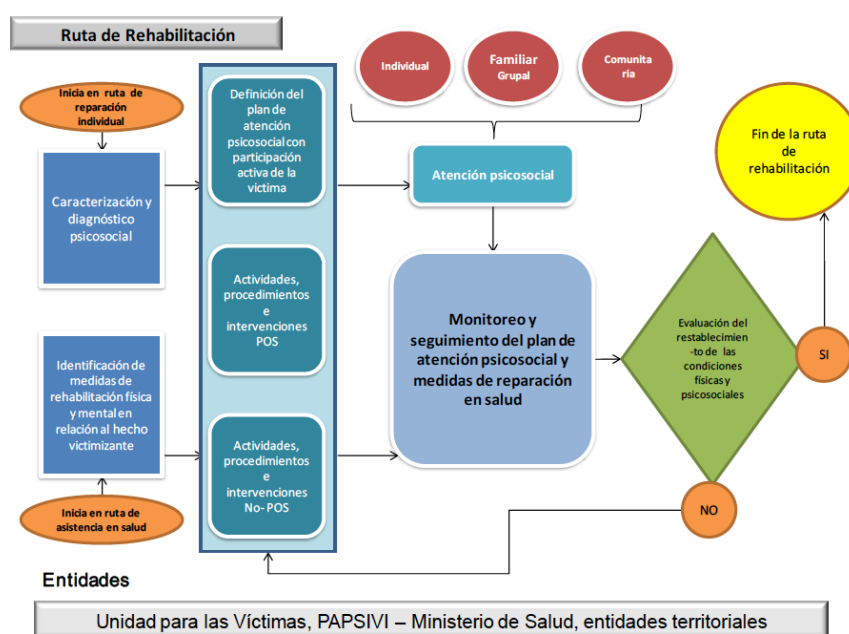 Ruta de Rehabilitación
Individual
Familiar
Grupal
Comunita
ria
Inicia en ruta de
reparación
individual
Definición del
plan de
atención
psicosocial con
participación
activa de la
victima
Fin de la ruta
de
rehabilitación
Caracterización y
diagnóstico
psicosocial
Atención psicosocial
Actividades,
procedimientos
e
intervenciones
POS
Monitoreo y
seguimiento del plan de
atención psicosocial y
medidas de reparación
en salud
Evaluación del
restablecimien
-to de las
condiciones
físicas y
psicosociales
SI
Identificación de
medidas de
rehabilitación física
y mental en
relación al hecho
victimizante
Actividades,
procedimientos
e
intervenciones
No- POS
Inicia en ruta de
asistencia en salud
NO
Entidades
Unidad para las Víctimas, PAPSIVI – Ministerio de Salud, entidades territoriales